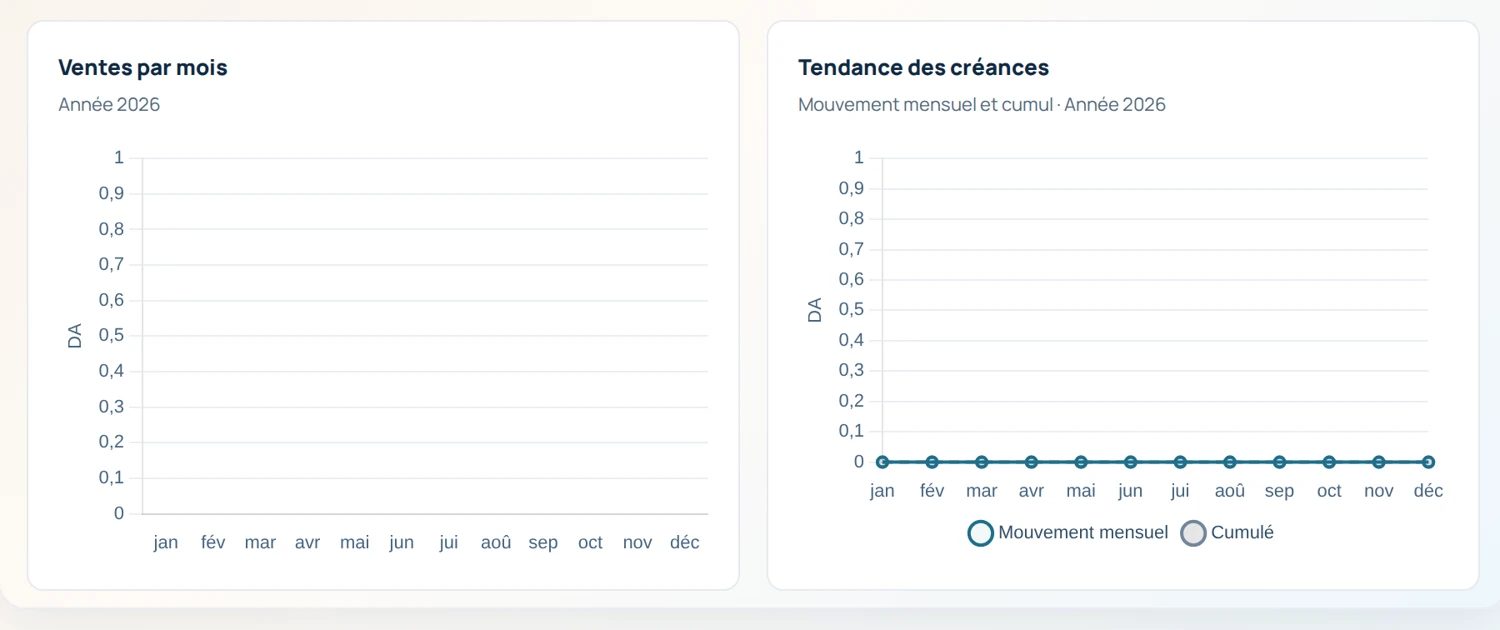 Ventes par mois
Année 2026
1
0,9
0,8
0,7
0,6
0,5
0,4
0,3
0,2
0,1
0
DA
jan fév mar avr mai jun jui aoû sep oct nov déc
Tendance des créances
Mouvement mensuel et cumul · Année 2026
1
0,9
0,8
0,7
0,6
0,5
0,4
0,3
0,2
0,1
0
DA
jan fév mar avr mai jun jui aoû sep oct nov déc
Mouvement mensuel Cumulé